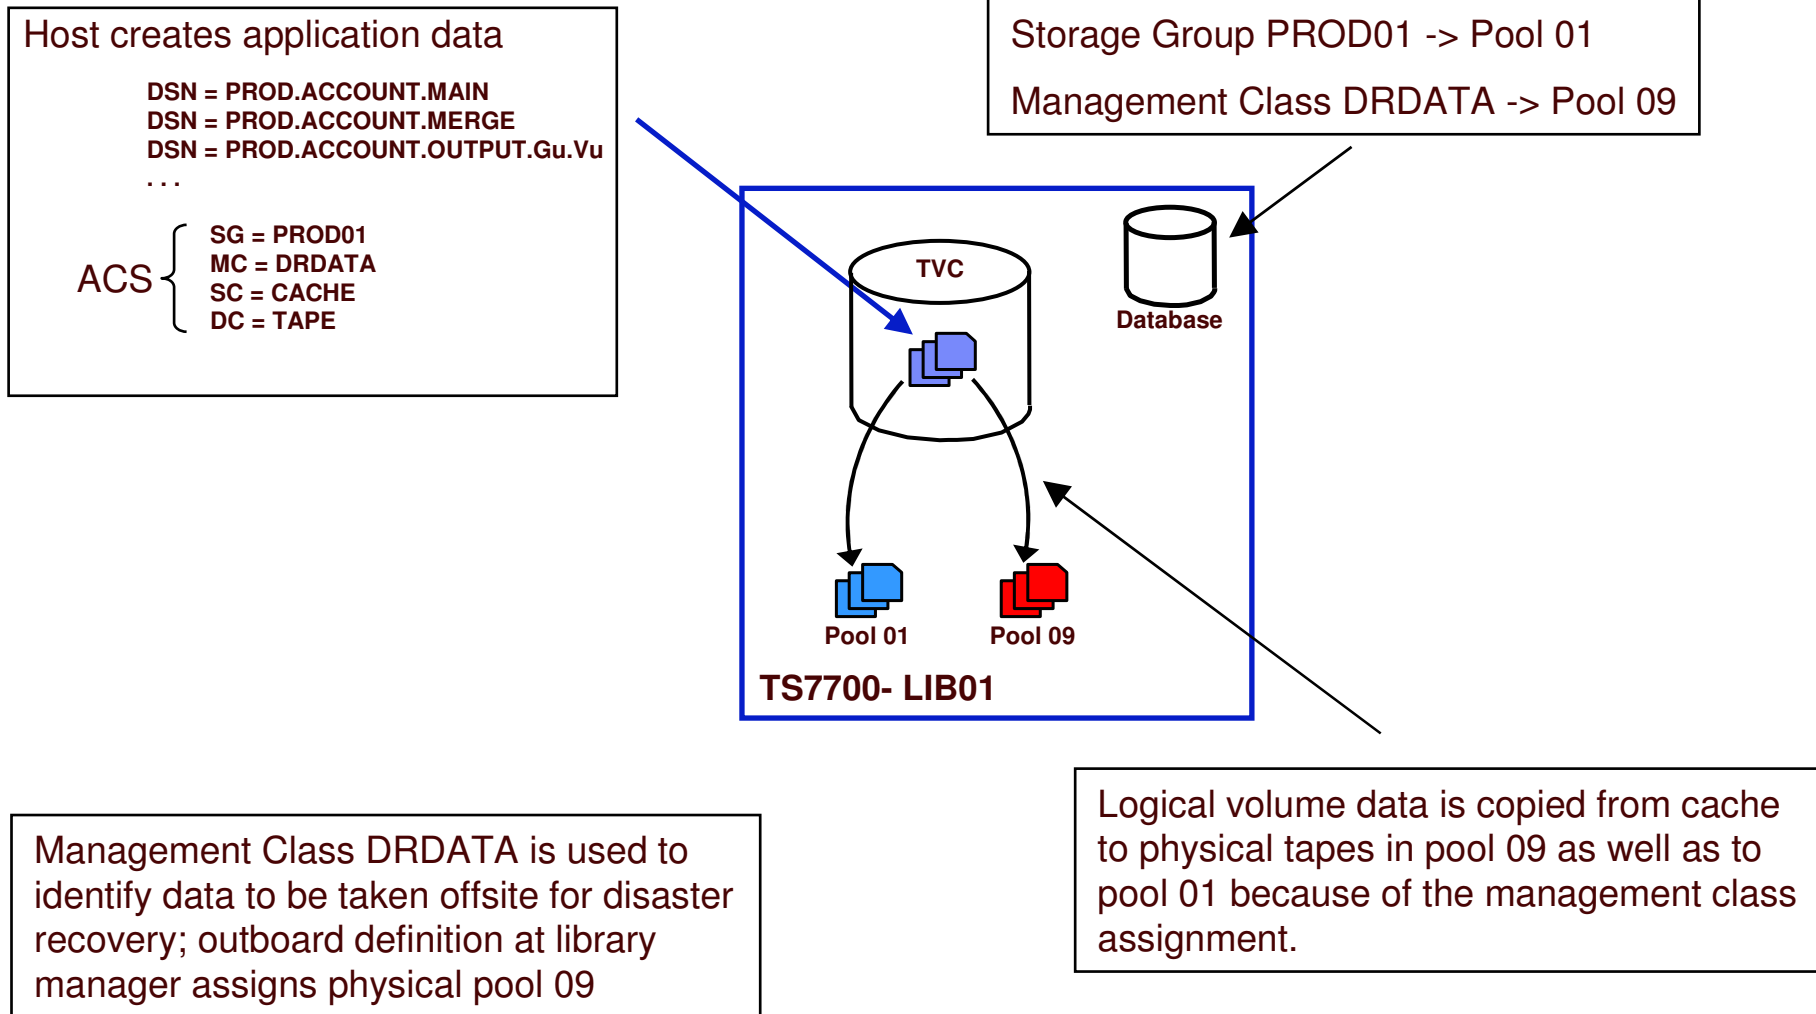 Host creates application data
DSN = PROD.ACCOUNT.MAIN
DSN = PROD.ACCOUNT.MERGE
DSN = PROD.ACCOUNT.OUTPUT.Gu.Vu
. . .
ACS
SG = PROD01
MC = DRDATA
SC = CACHE
DC = TAPE
Storage Group PROD01 -> Pool 01
Management Class DRDATA -> Pool 09
TVC
Database
Pool 01
Pool 09
TS7700- LIB01
Management Class DRDATA is used to
identify data to be taken offsite for disaster
recovery; outboard definition at library
manager assigns physical pool 09
Logical volume data is copied from cache
to physical tapes in pool 09 as well as to
pool 01 because of the management class
assignment.